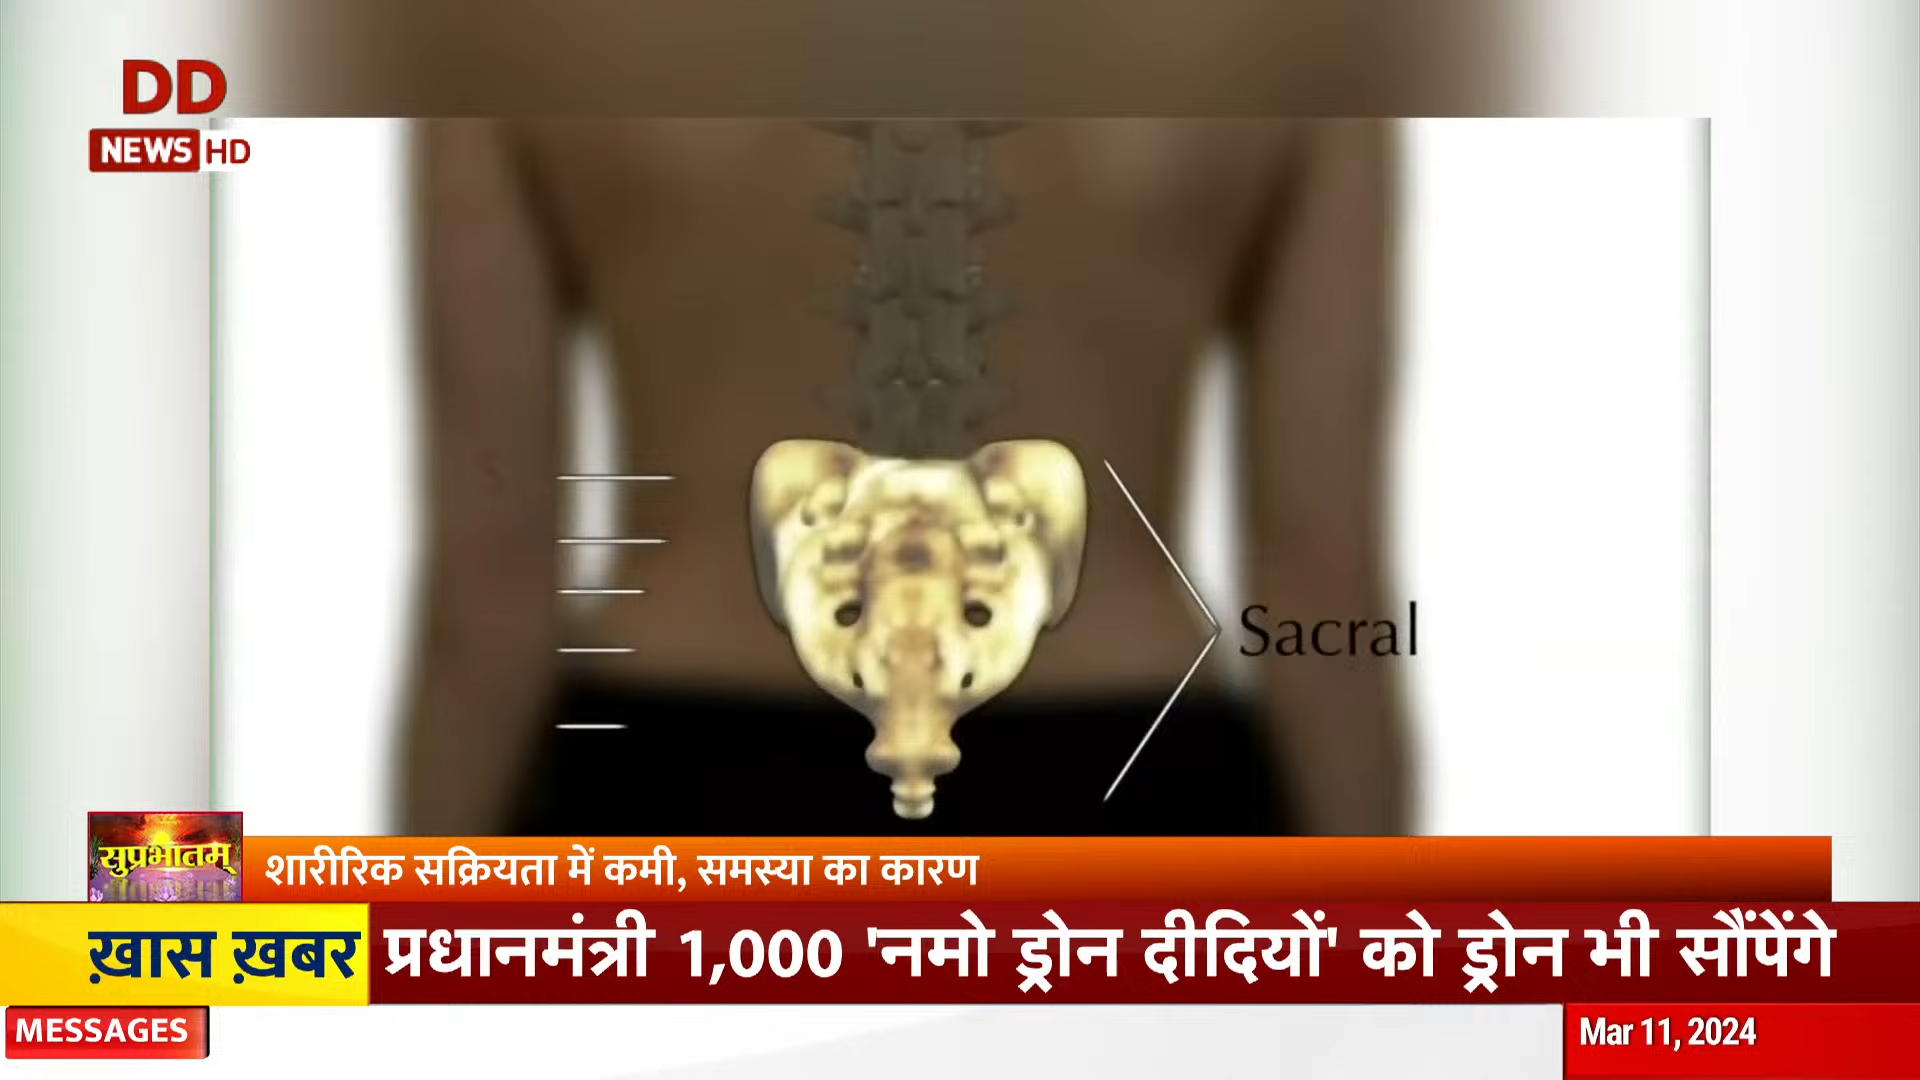 DD
NEWS HD
Sacral
सुप्रभातम्
शारीरिक सक्रियता में कमी, समस्या का कारण
ख़ास ख़बर
प्रधानमंत्री 1,000 'नमो ड्रोन दीदियों' को ड्रोन भी सौंपेंगे
MESSAGES
Mar 11, 2024